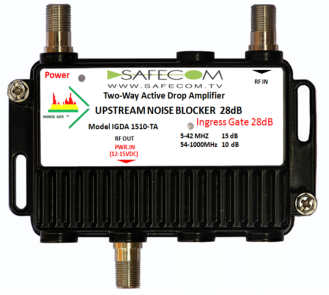 Power
SAFECOM
WWW.SAFECOM.TV
RF IN
Two-Way Active Drop Amplifier
UPSTREAM NOISE BLOCKER 28dB
INGRESS GATE ™
Ingress Gate 28dB
Model IGDA 1510-TA
RF OUT
5-42 MHZ 15 dB
PWR.IN
54-1000MHz 10 dB
(12-15VDC)